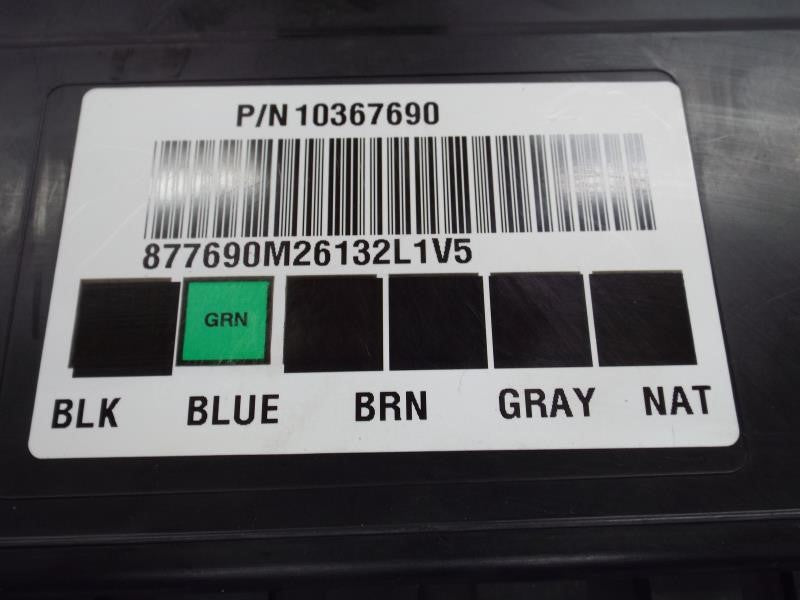 P/N 10367690
877690M26132L1V5
GRN
BLK BLUE BRN GRAY NAT